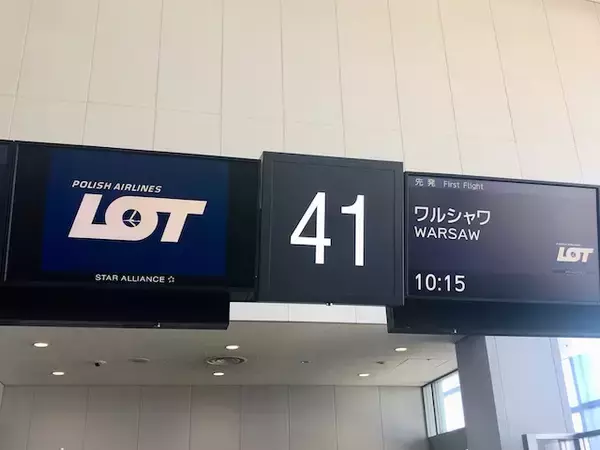 POLISH AIRLINES
LOT
STAR ALLIANCE
41
先発 First Flight
ワルシャワ
WARSAW
LOT
10:15